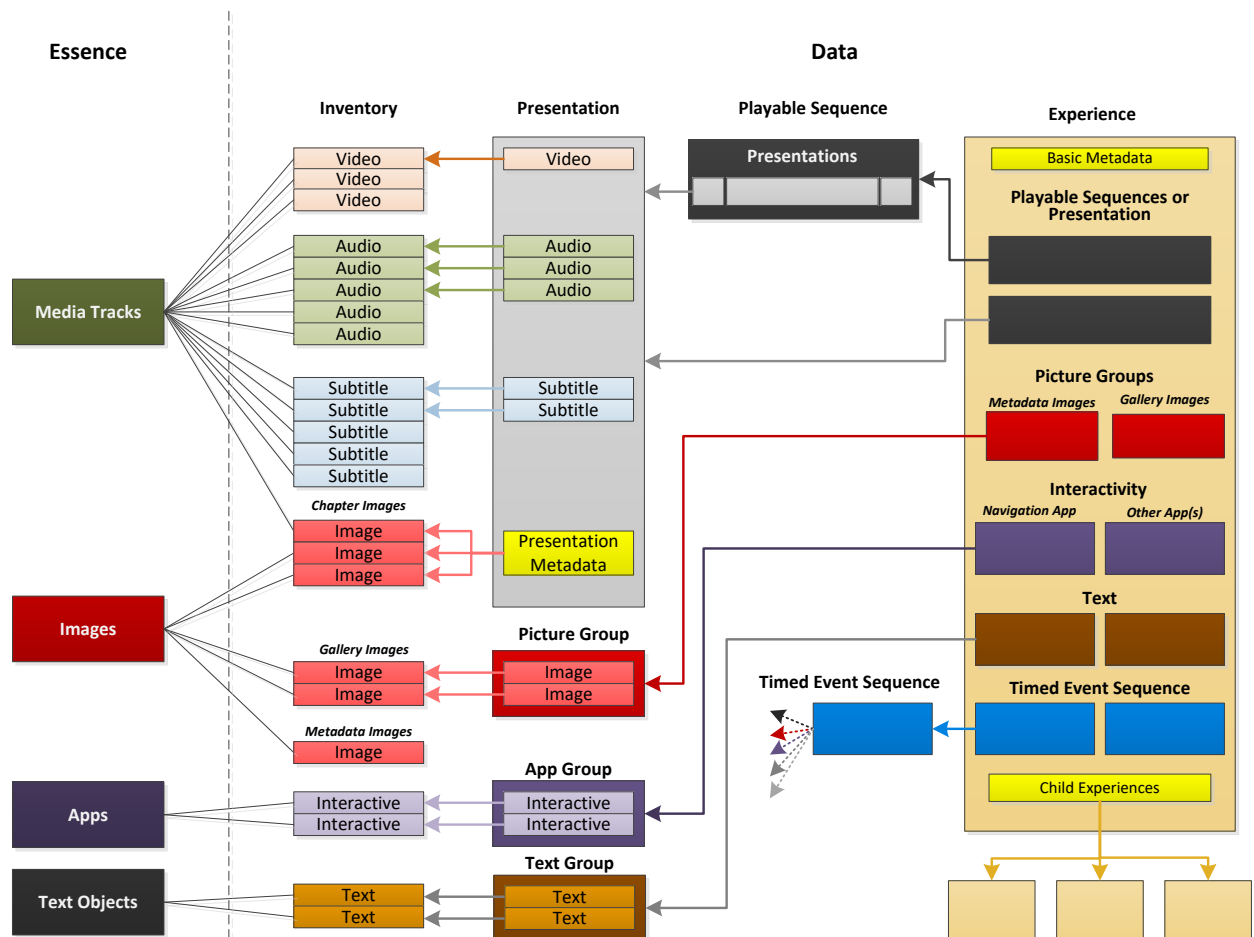 Essence
Data
Inventory
Presentation
Playable Sequence
Experience
Video
Video
Video
Video
Presentations
Basic Metadata
Playable Sequences or
Presentation
Audio
Audio
Audio
Audio
Audio
Audio
Audio
Audio
Media Tracks
Subtitle
Subtitle
Subtitle
Subtitle
Subtitle
Subtitle
Subtitle
Picture Groups
Metadata Images
Gallery Images
Chapter Images
Image
Image
Image
Presentation
Metadata
Interactivity
Navigation App
Other App(s)
Images
Text
Gallery Images
Image
Image
Picture Group
Image
Image
Timed Event Sequence
Timed Event Sequence
Metadata Images
Image
Apps
Interactive
Interactive
App Group
Interactive
Interactive
Child Experiences
Text Objects
Text
Text
Text Group
Text
Text